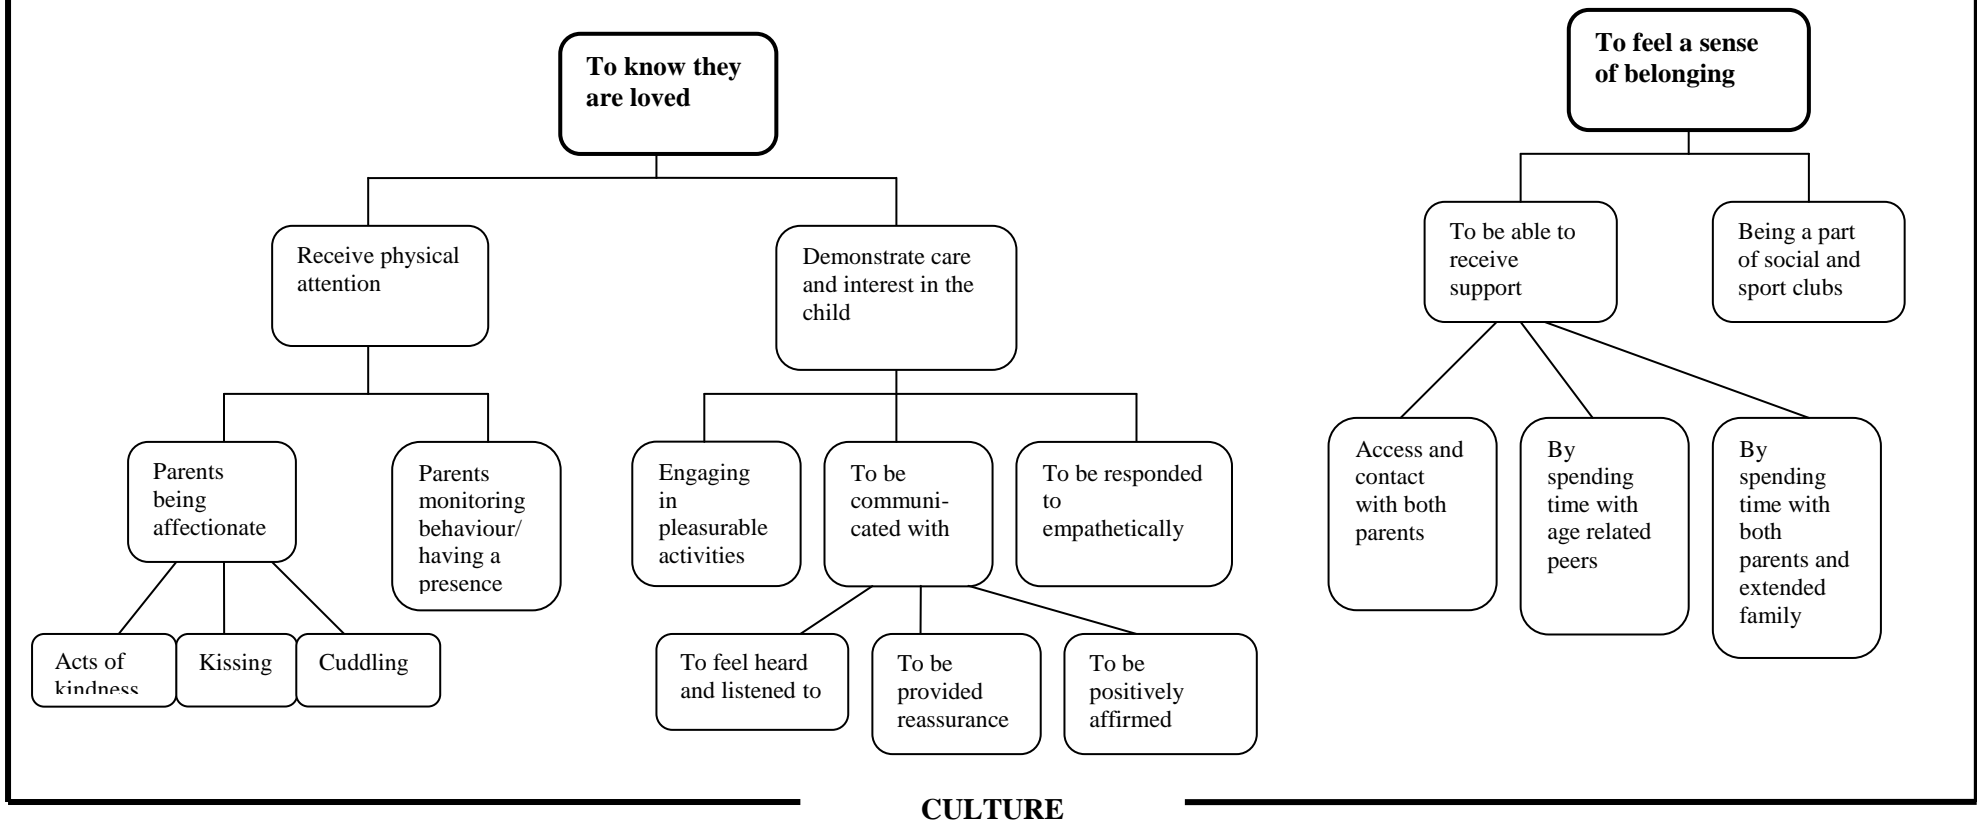 To know they
are loved
To feel a sense
of belonging
Receive physical
attention
Demonstrate care
and interest in the
child
To be able to
receive
support
Being a part
of social and
sport clubs
Parents
being
affectionate
Parents
monitoring
behaviour/
having a
presence
Engaging
in
pleasurable
activities
To be
communi-
cated with
To be responded
to
empathetically
Access and
contact
with both
parents
By
spending
time with
age related
peers
By
spending
time with
both
parents and
extended
family
Acts of
kindness
Kissing
Cuddling
To feel heard
and listened to
To be
provided
reassurance
To be
positively
affirmed
CULTURE